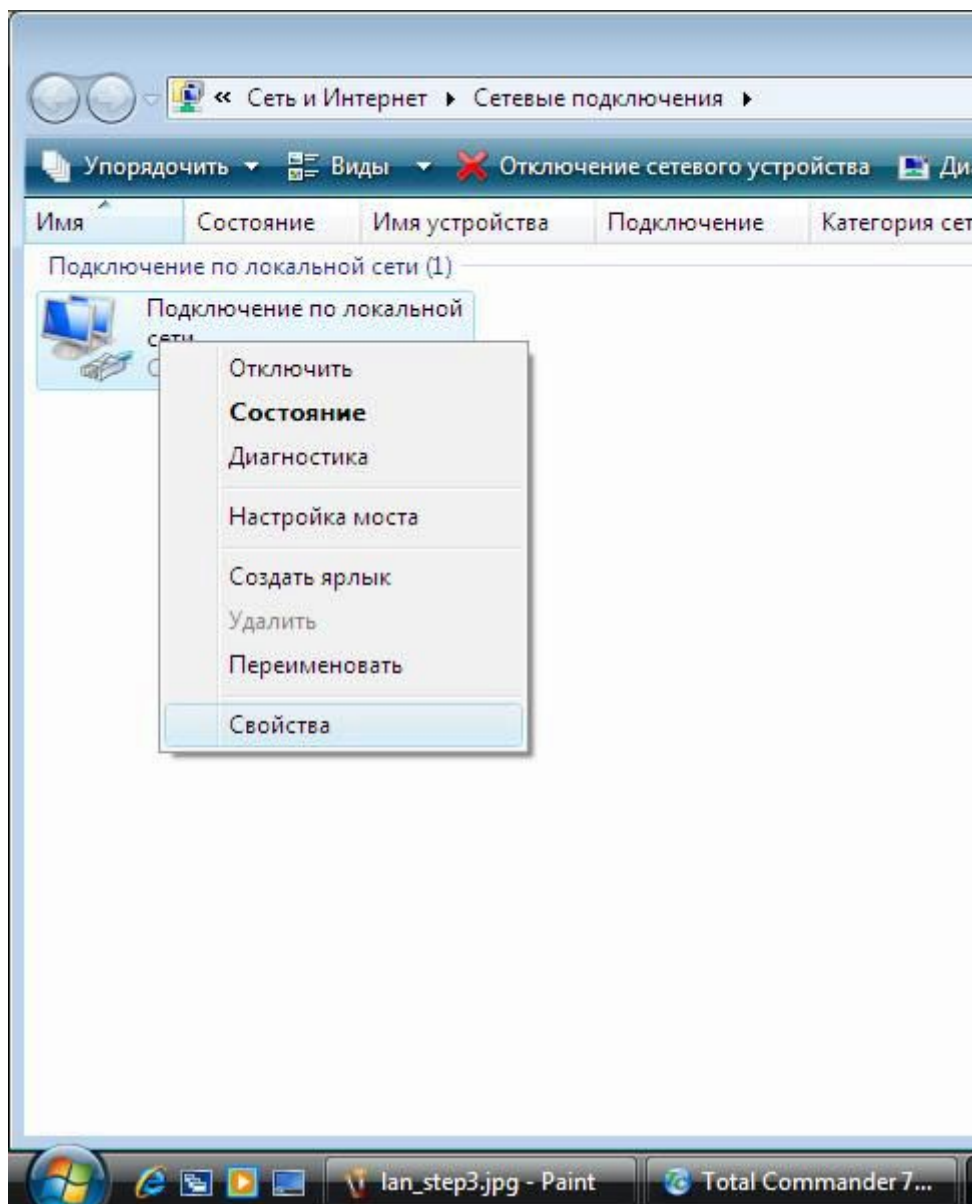 « Сеть и Интернет Сетевые подключения
Упорядочить Виды Отключение сетевого устройства
Имя Состояние Имя устройства Подключение Категория
Подключение по локальной сети (1)
Подключение по локальной
сети
Отключить
Состояние
Диагностика
Настройка моста
Создать ярлык
Удалить
Переименовать
Свойства
lan_step3.jpg - Paint Total Commander 7...